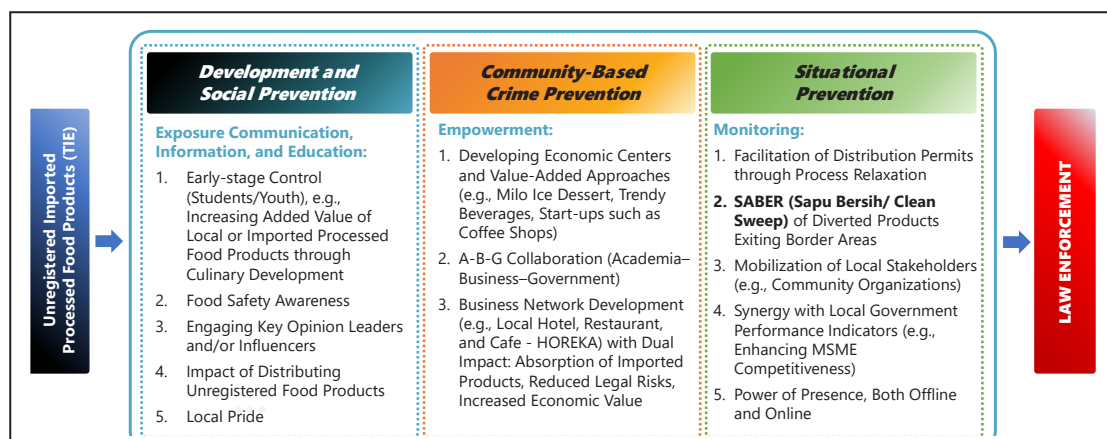 Unregistered Imported
Processed Food Products (TIE)
Development and
Social Prevention
Exposure Communication,
Information, and Education:
1. Early-stage Control
(Students/Youth), e.g.,
Increasing Added Value of
Local or Imported Processed
Food Products through
Culinary Development
2. Food Safety Awareness
3. Engaging Key Opinion Leaders
and/or Influencers
4. Impact of Distributing
Unregistered Food Products
5. Local Pride
Community-Based
Crime Prevention
Empowerment:
1. Developing Economic Centers
and Value-Added Approaches
(e.g., Milo Ice Dessert, Trendy
Beverages, Start-ups such as
Coffee Shops)
2. A-B-G Collaboration (Academia–
Business–Government)
3. Business Network Development
(e.g., Local Hotel, Restaurant,
and Cafe - HOREKA) with Dual
Impact: Absorption of Imported
Products, Reduced Legal Risks,
Increased Economic Value
Situational
Prevention
Monitoring:
1. Facilitation of Distribution Permits
through Process Relaxation
2. SABER (Sapu Bersih/ Clean
Sweep) of Diverted Products
Exiting Border Areas
3. Mobilization of Local Stakeholders
(e.g., Community Organizations)
4. Synergy with Local Government
Performance Indicators (e.g.,
Enhancing MSME
Competitiveness)
5. Power of Presence, Both Offline
and Online
LAW ENFORCEMENT